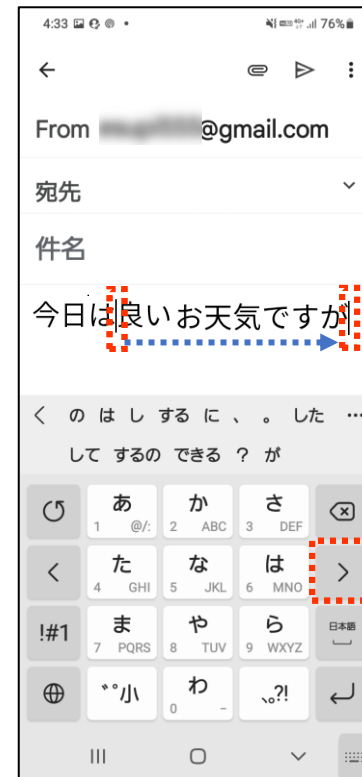 4:33 76%
From @gmail.com
宛先
件名
今日は良いお天気ですが
の は し する に 、 。 した …
して するの できる ? が
あ 1 @/: か 2 ABC さ 3 DEF
た 4 GHI な 5 JKL は 6 MNO
!#1 ま 7 PQRS や 8 TUV ら 9 WXYZ 日本語
゛゜小 わ 0 - 、。?!